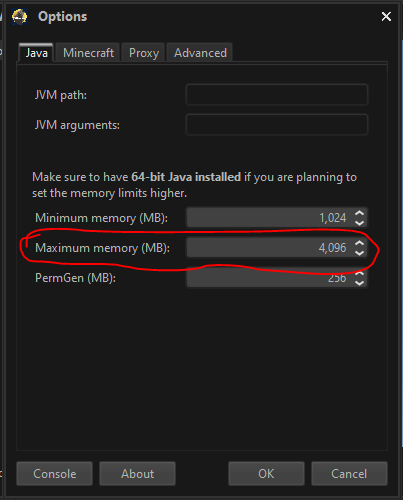 Options
Java Minecraft Proxy Advanced
JVM path:
JVM arguments:
Make sure to have 64-bit Java installed if you are planning to
set the memory limits higher.
Minimum memory (MB): 1,024
Maximum memory (MB): 4,096
PermGen (MB): 256
Console About OK Cancel